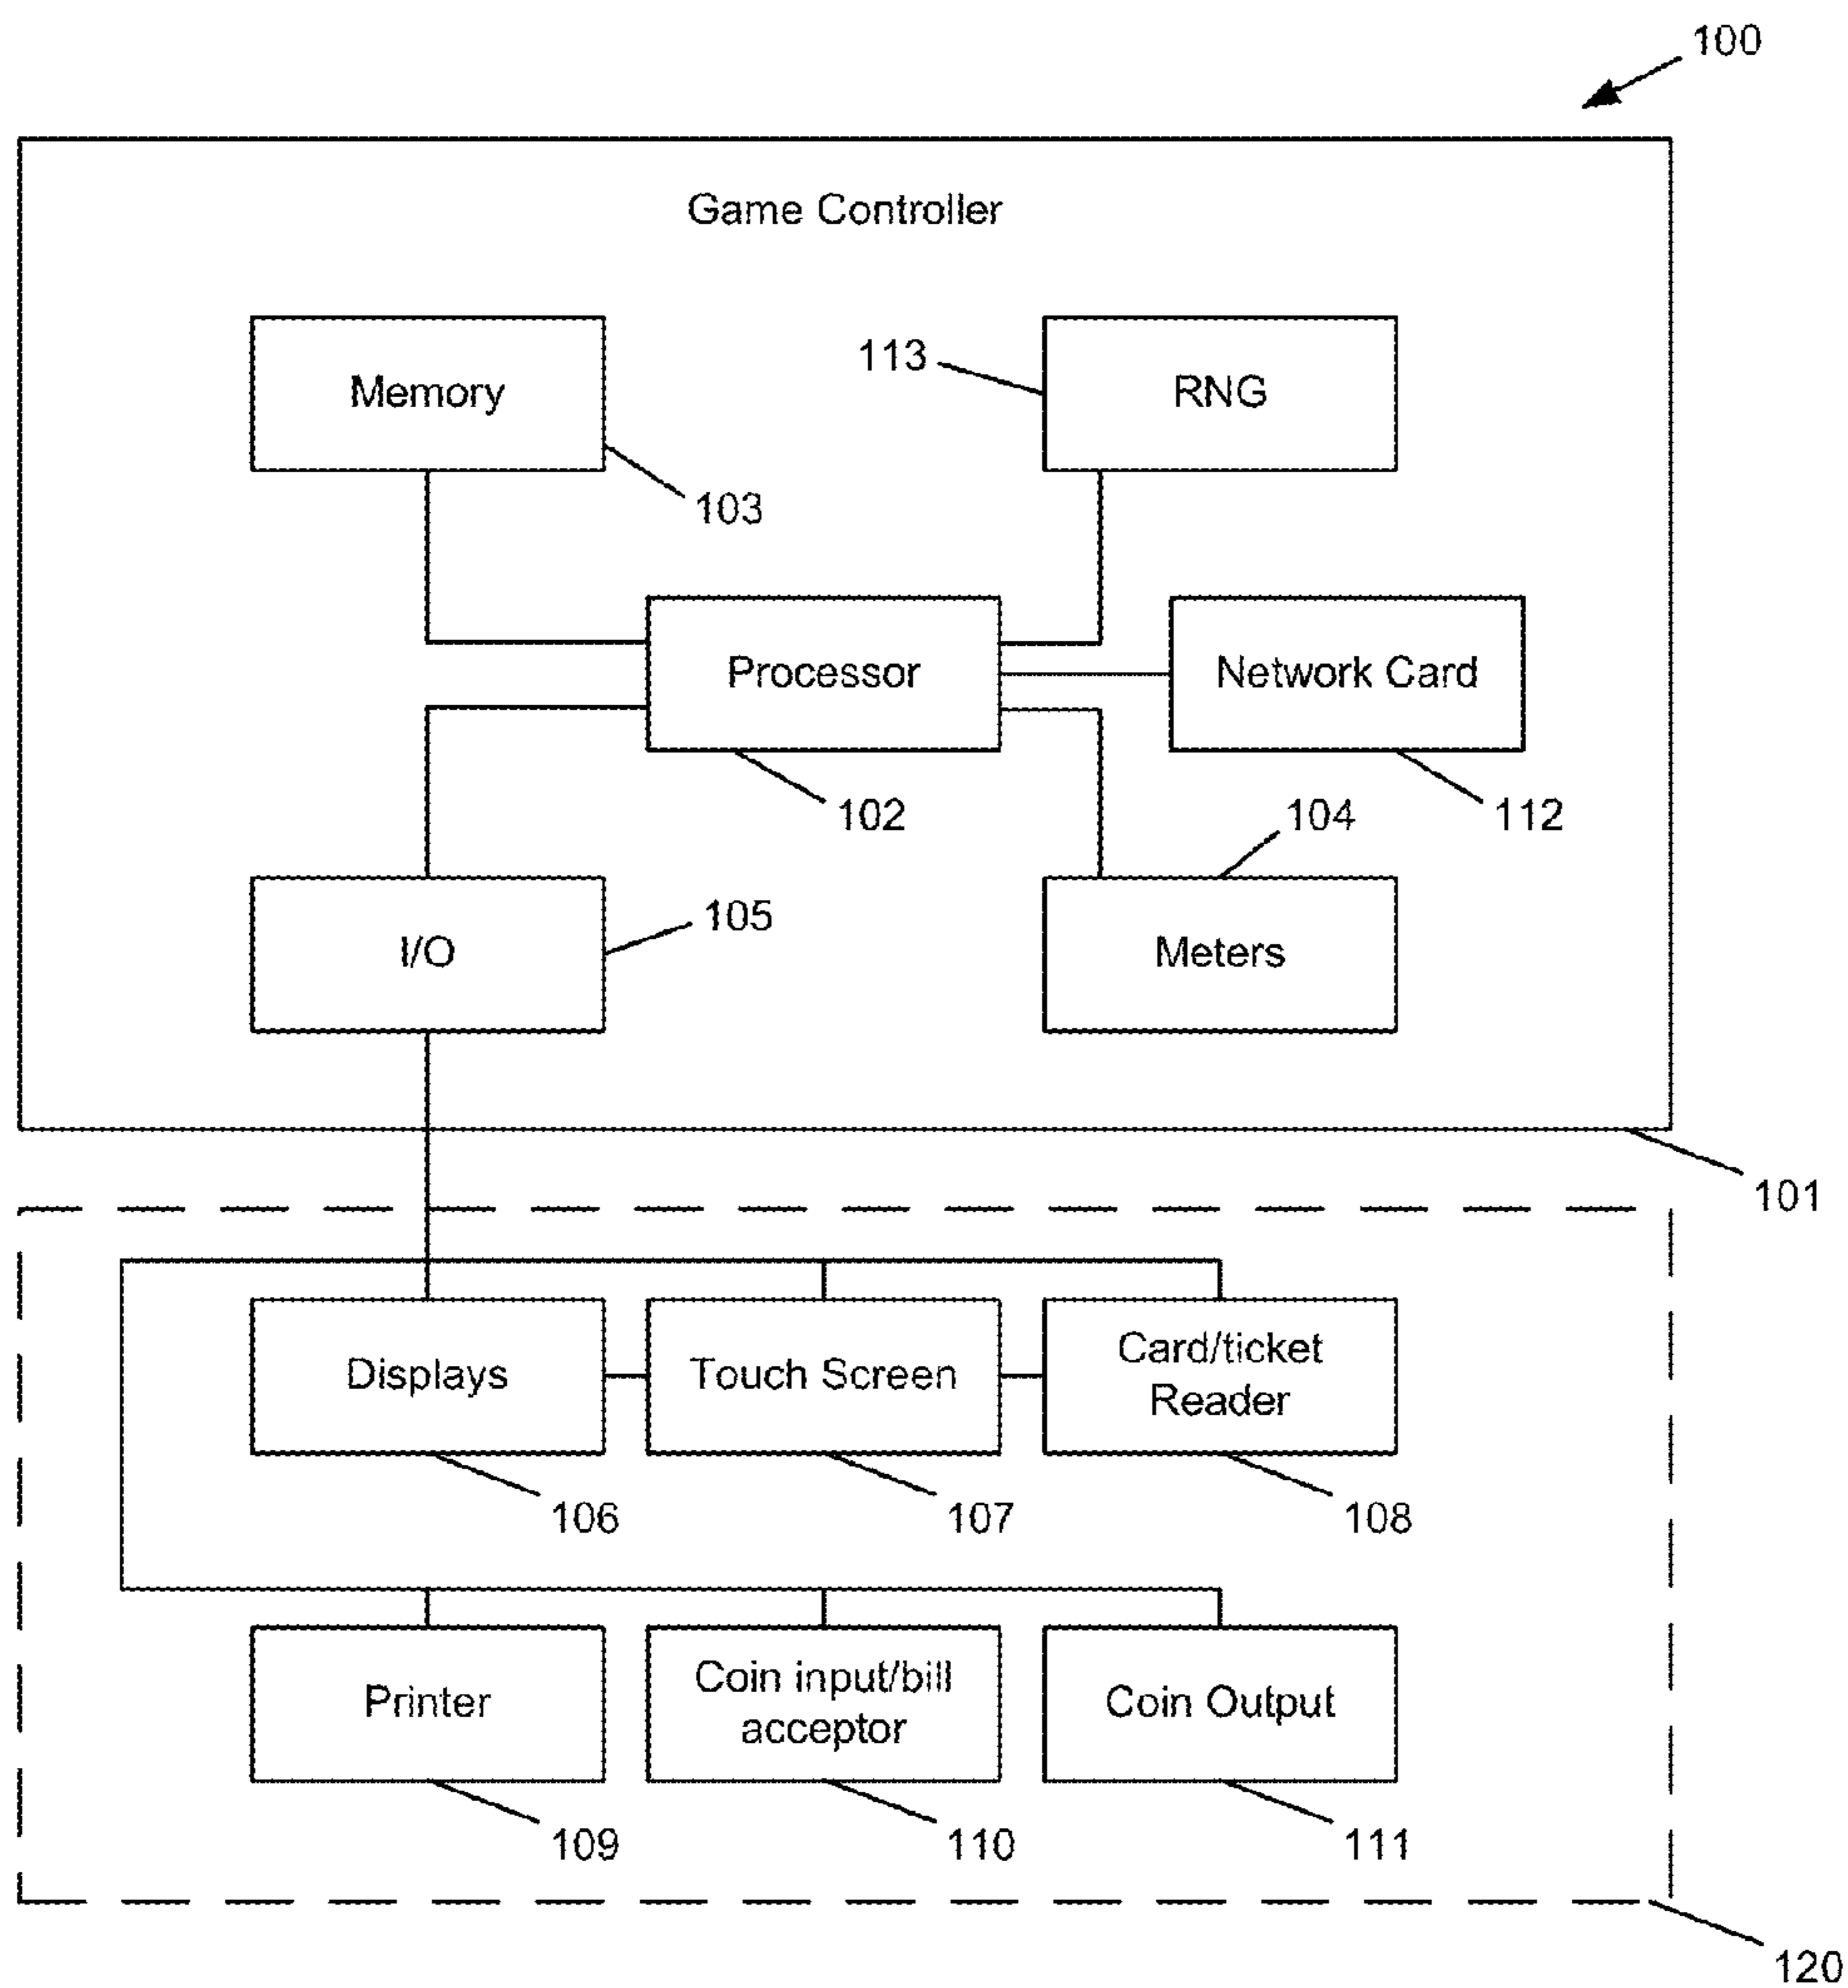 100
Game Controller
Memory
113
RNG
103
Processor
Network Card
102
104
112
I/O
105
Meters
101
Displays
Touch Screen
Card/ticket
Reader
106
107
108
Printer
Coin input/bill
acceptor
Coin Output
109
110
111
120